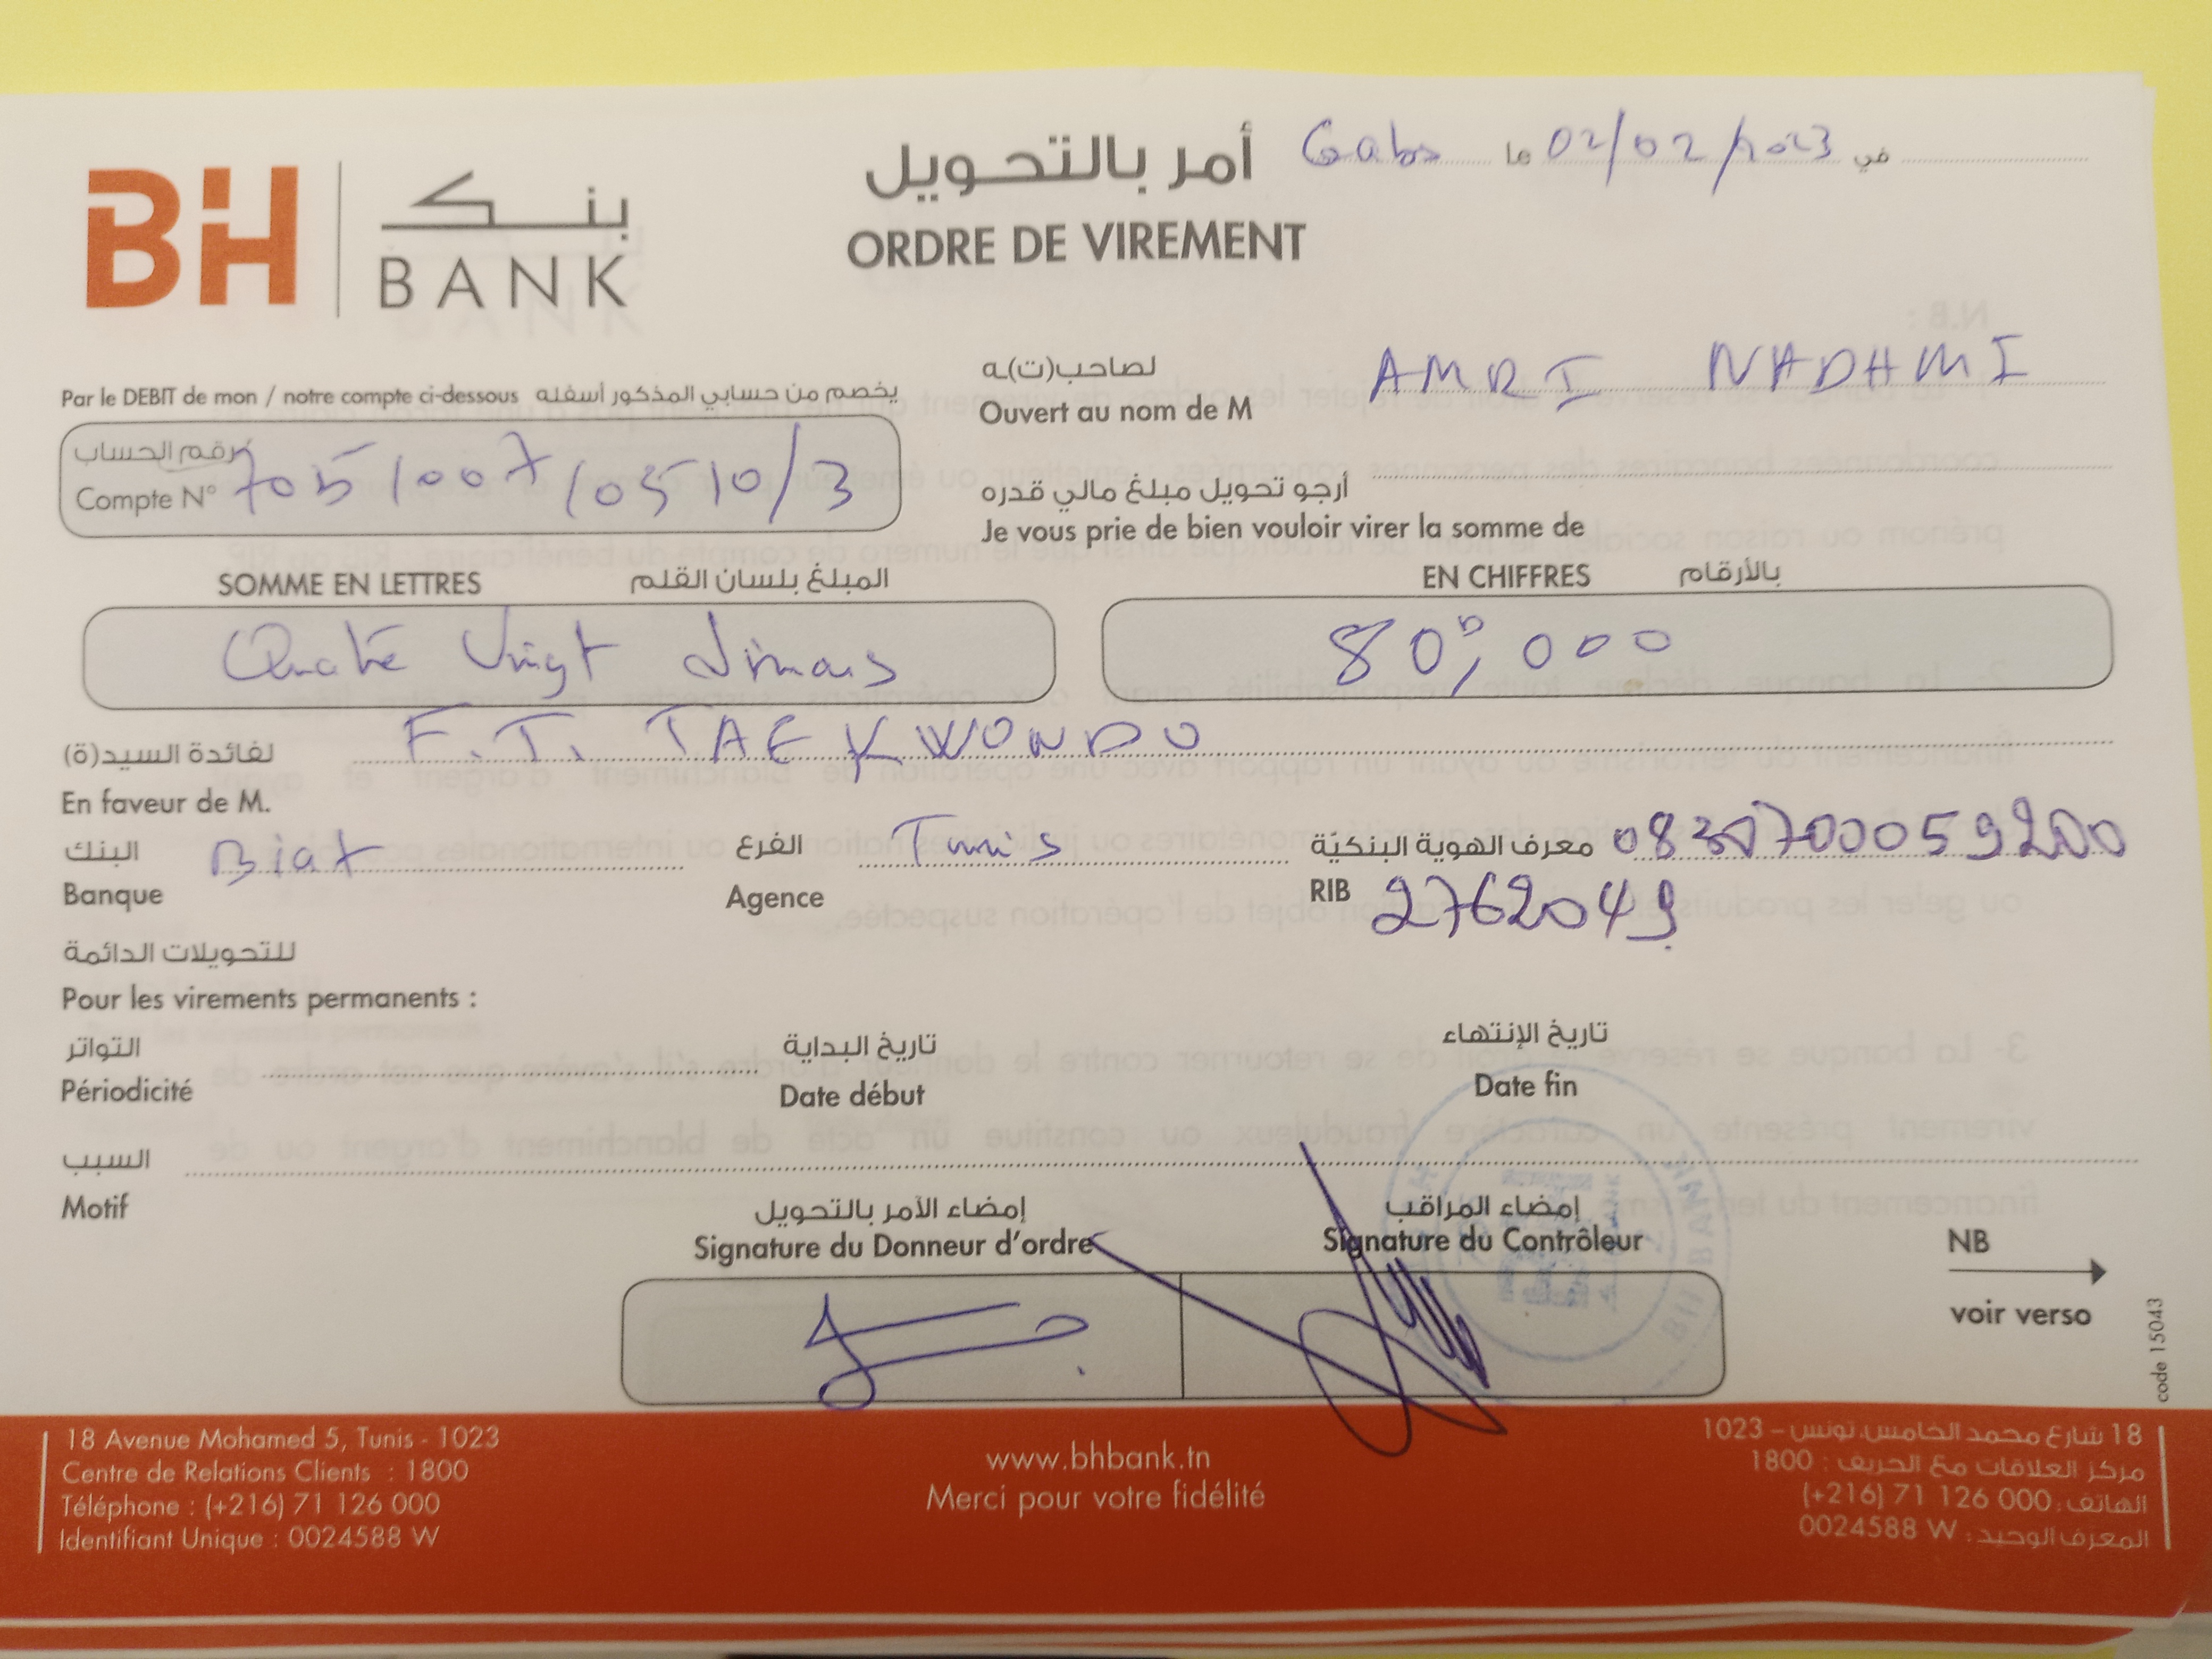 BH بنك
BANK
أمر بالتحويل
ORDRE DE VIREMENT
Gabes le 02/02/2023 في
لصاحب(ت)ـه
Ouvert au nom de M AMRI NADHMI
Par le DEBIT de mon / notre compte ci-dessous يخصم من حسابي المذكور أسفله
رقم الحساب
Compte N° 705 1007 10510/3
أرجو تحويل مبلغ مالي قدره
Je vous prie de bien vouloir virer la somme de
SOMME EN LETTRES المبلغ بلسان القلم
EN CHIFFRES بالأرقام
Quatre Vingt dinars
80D,000
لفائدة السيد(ة) F.T. TAEKWONDO
En faveur de M.
البنك Biat الفرع Tunis معرف الهوية البنكيّة
Banque Agence RIB 2762049
للتحويلات الدائمة
Pour les virements permanents :
التواتر تاريخ البداية تاريخ الإنتهاء
Périodicité Date début Date fin
السبب
Motif
إمضاء الآمر بالتحويل إمضاء المراقب
Signature du Donneur d'ordre Signature du Contrôleur
NB
voir verso
code 15043
18 Avenue Mohamed 5, Tunis - 1023
Centre de Relations Clients : 1800
Téléphone : (+216) 71 126 000
Identifiant Unique : 0024588 W
www.bhbank.tn
Merci pour votre fidélité
18 شارع محمد الخامس تونس – 1023
مركز العلاقات مع الحريف : 1800
الهاتف : 000 126 71 (216+)
المعرف الوحيد : 0024588 W